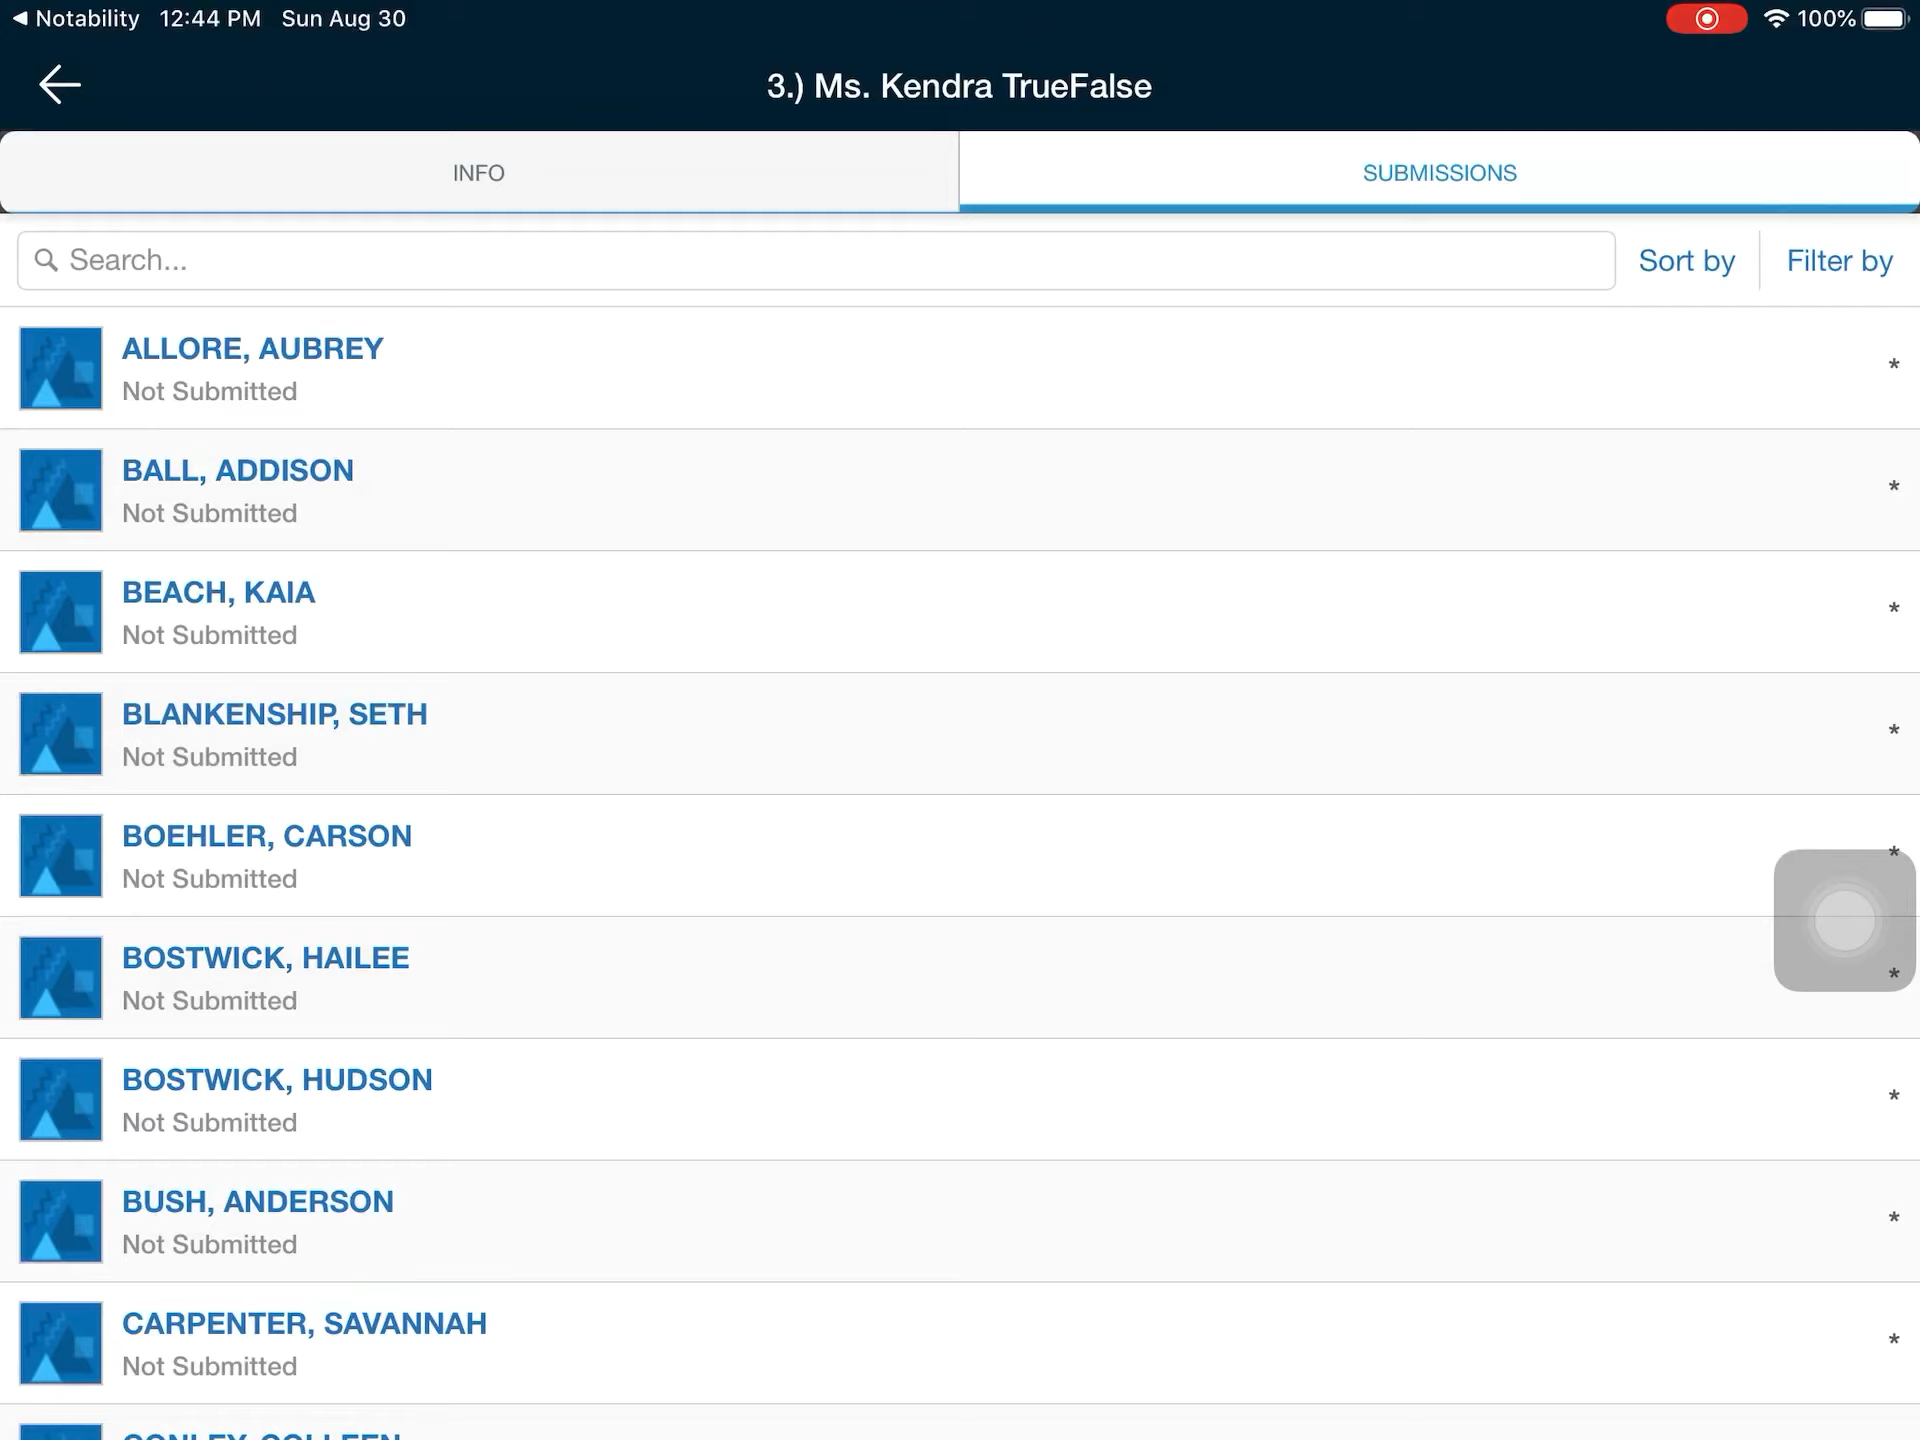 Notability 12:44 PM Sun Aug 30 100%
3.) Ms. Kendra TrueFalse
INFO SUBMISSIONS
Search... Sort by Filter by
ALLORE, AUBREY
Not Submitted *
BALL, ADDISON
Not Submitted *
BEACH, KAIA
Not Submitted *
BLANKENSHIP, SETH
Not Submitted *
BOEHLER, CARSON
Not Submitted *
BOSTWICK, HAILEE
Not Submitted *
BOSTWICK, HUDSON
Not Submitted *
BUSH, ANDERSON
Not Submitted *
CARPENTER, SAVANNAH
Not Submitted *
CONLEY, COLLEEN